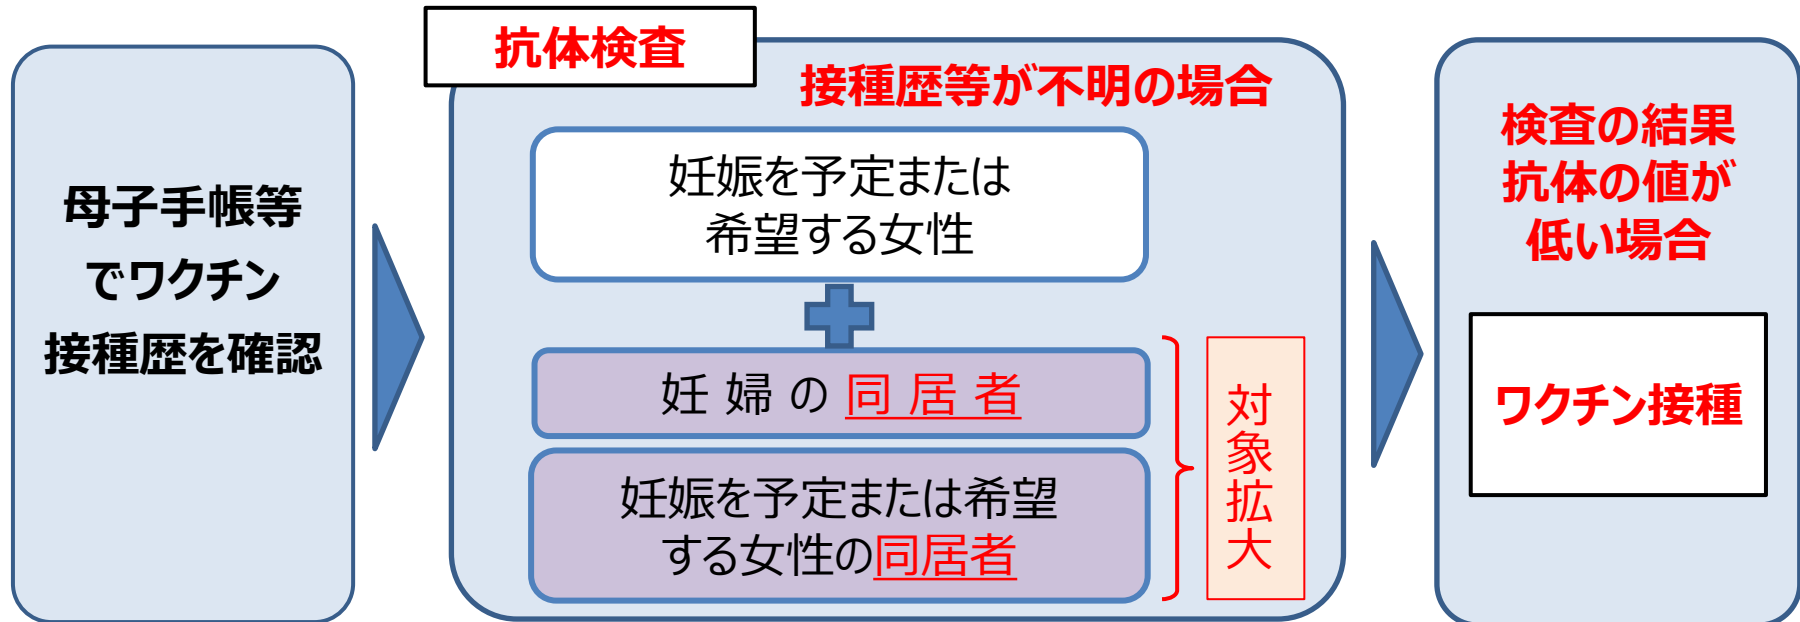 母子手帳等
でワクチン
接種歴を確認
抗体検査
接種歴等が不明の場合
妊娠を予定または
希望する女性
妊婦の同居者
妊娠を予定または希望
する女性の同居者
対象拡大
検査の結果
抗体の値が
低い場合
ワクチン接種